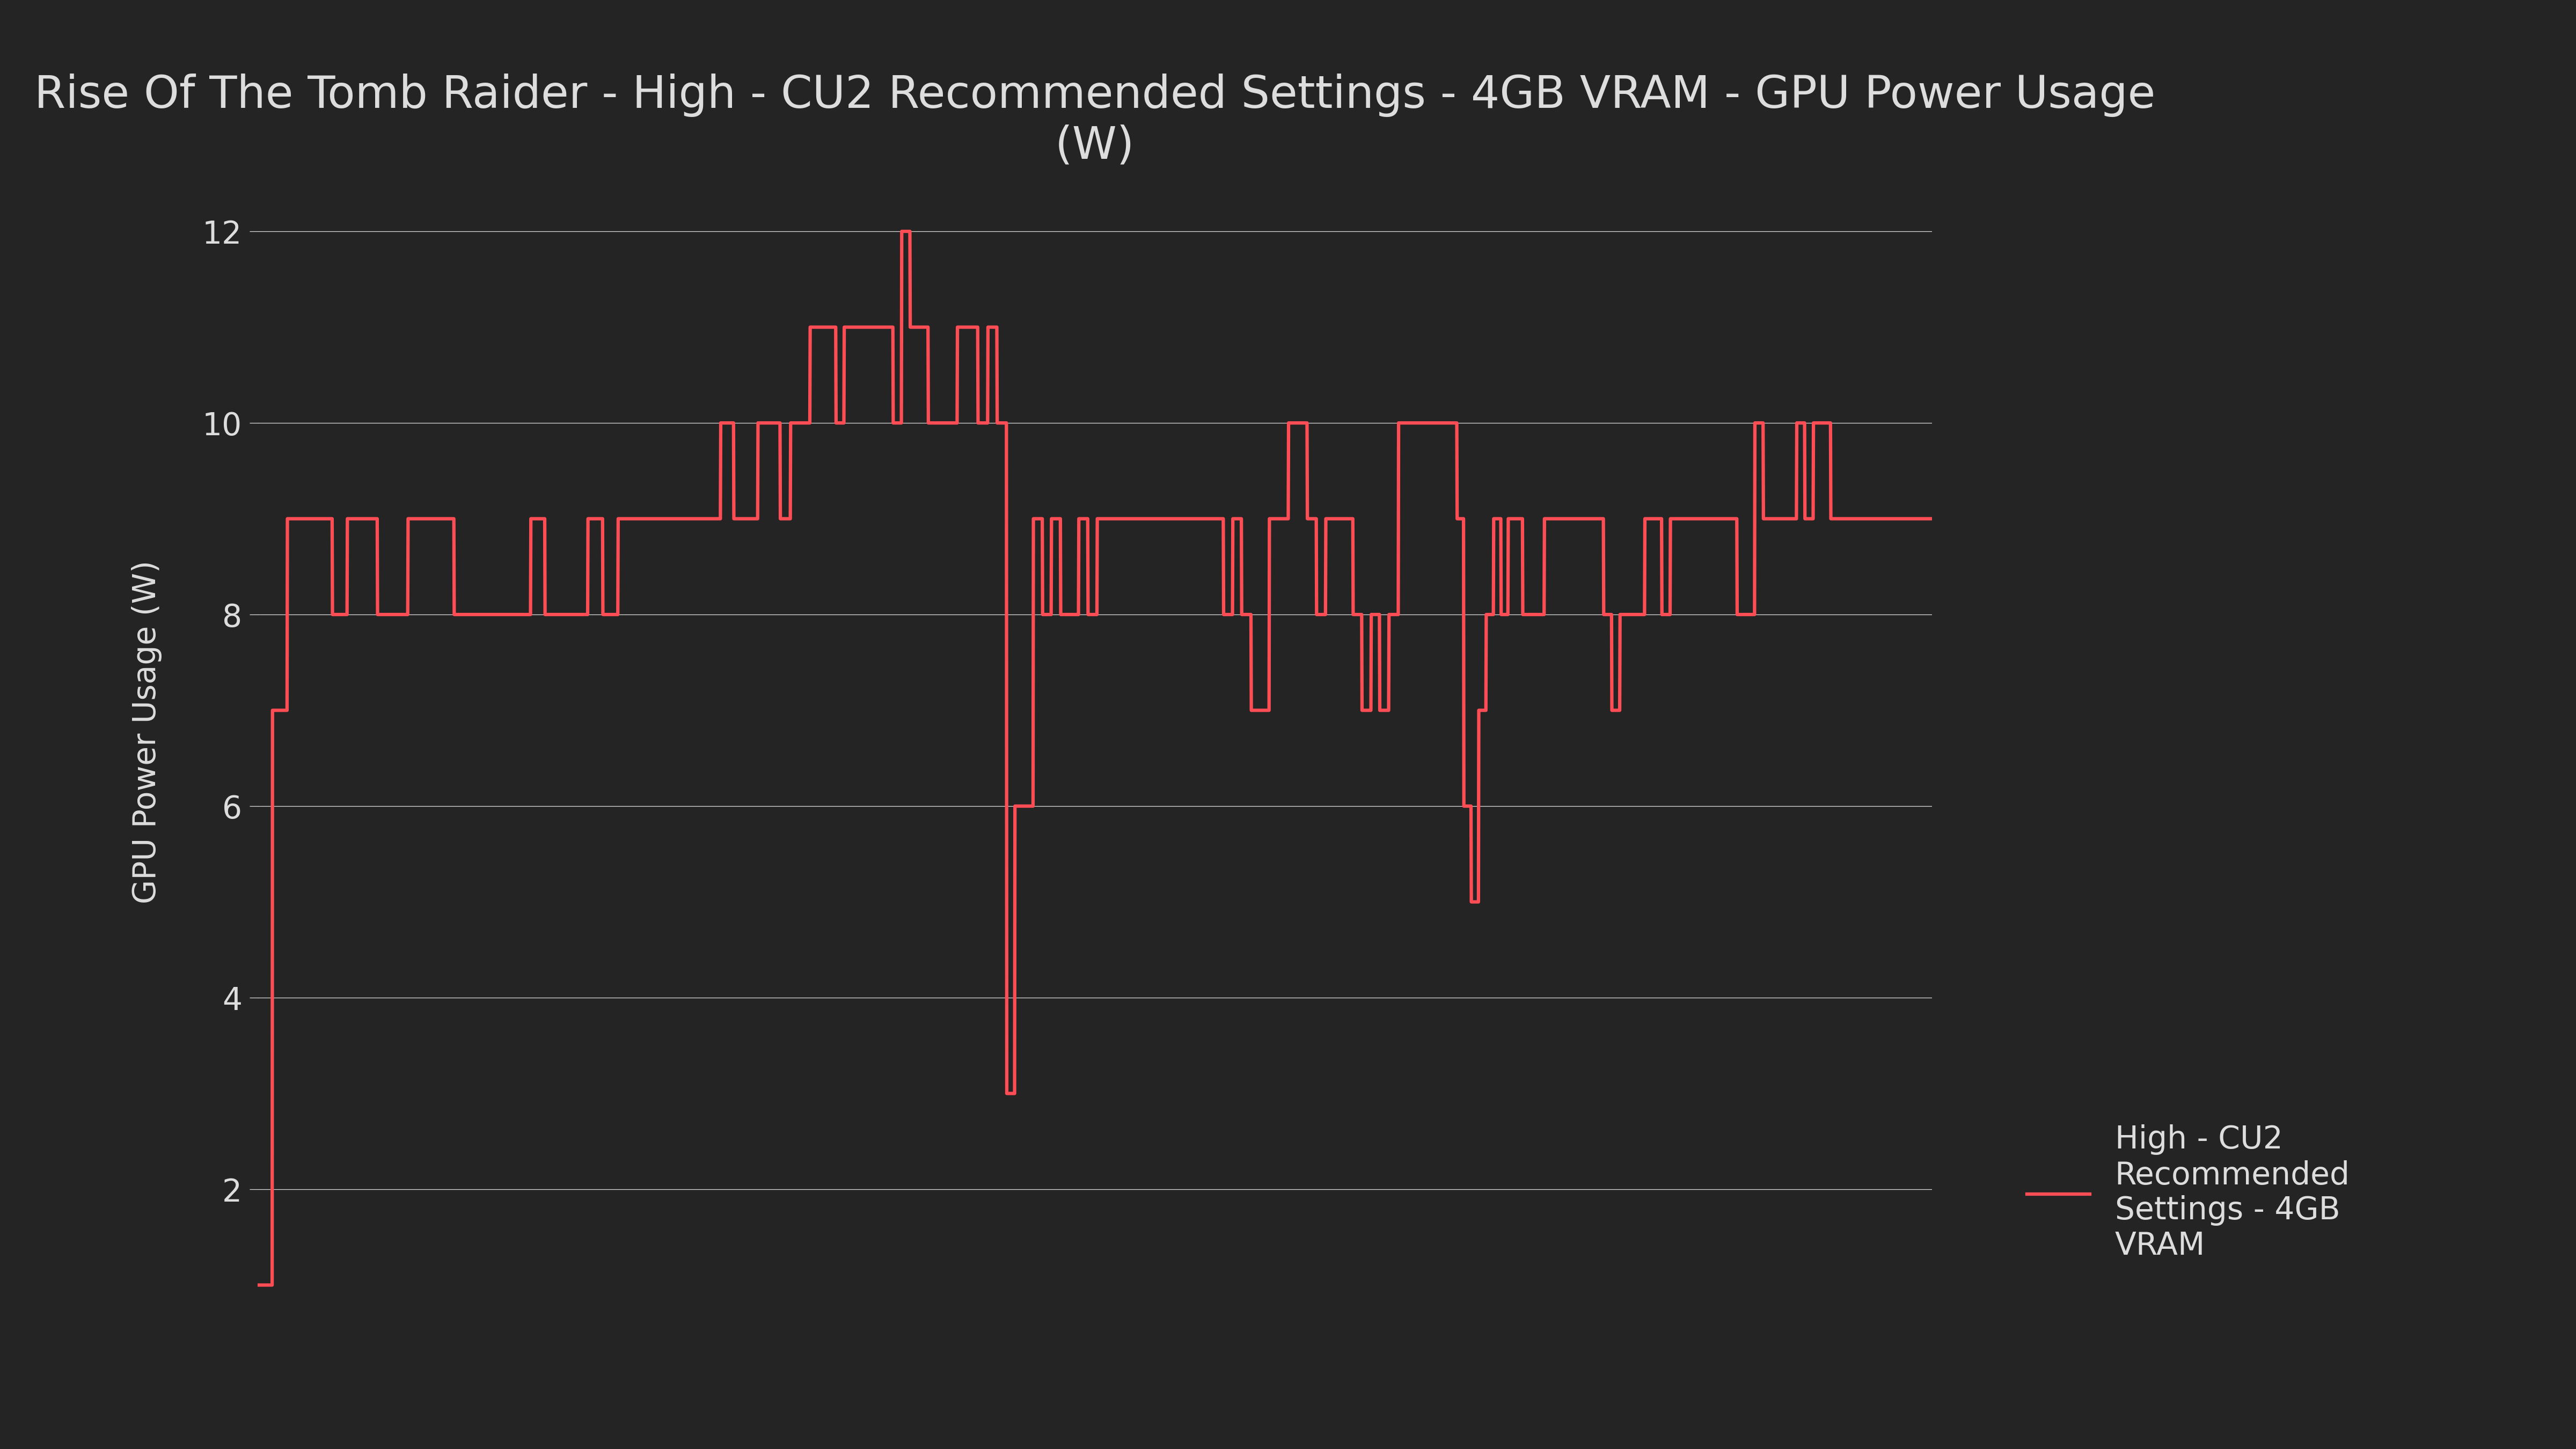 Rise Of The Tomb Raider - High - CU2 Recommended Settings - 4GB VRAM - GPU Power Usage
(W)
12
10
8
6
4
2
GPU Power Usage (W)
High - CU2
Recommended
Settings - 4GB
VRAM